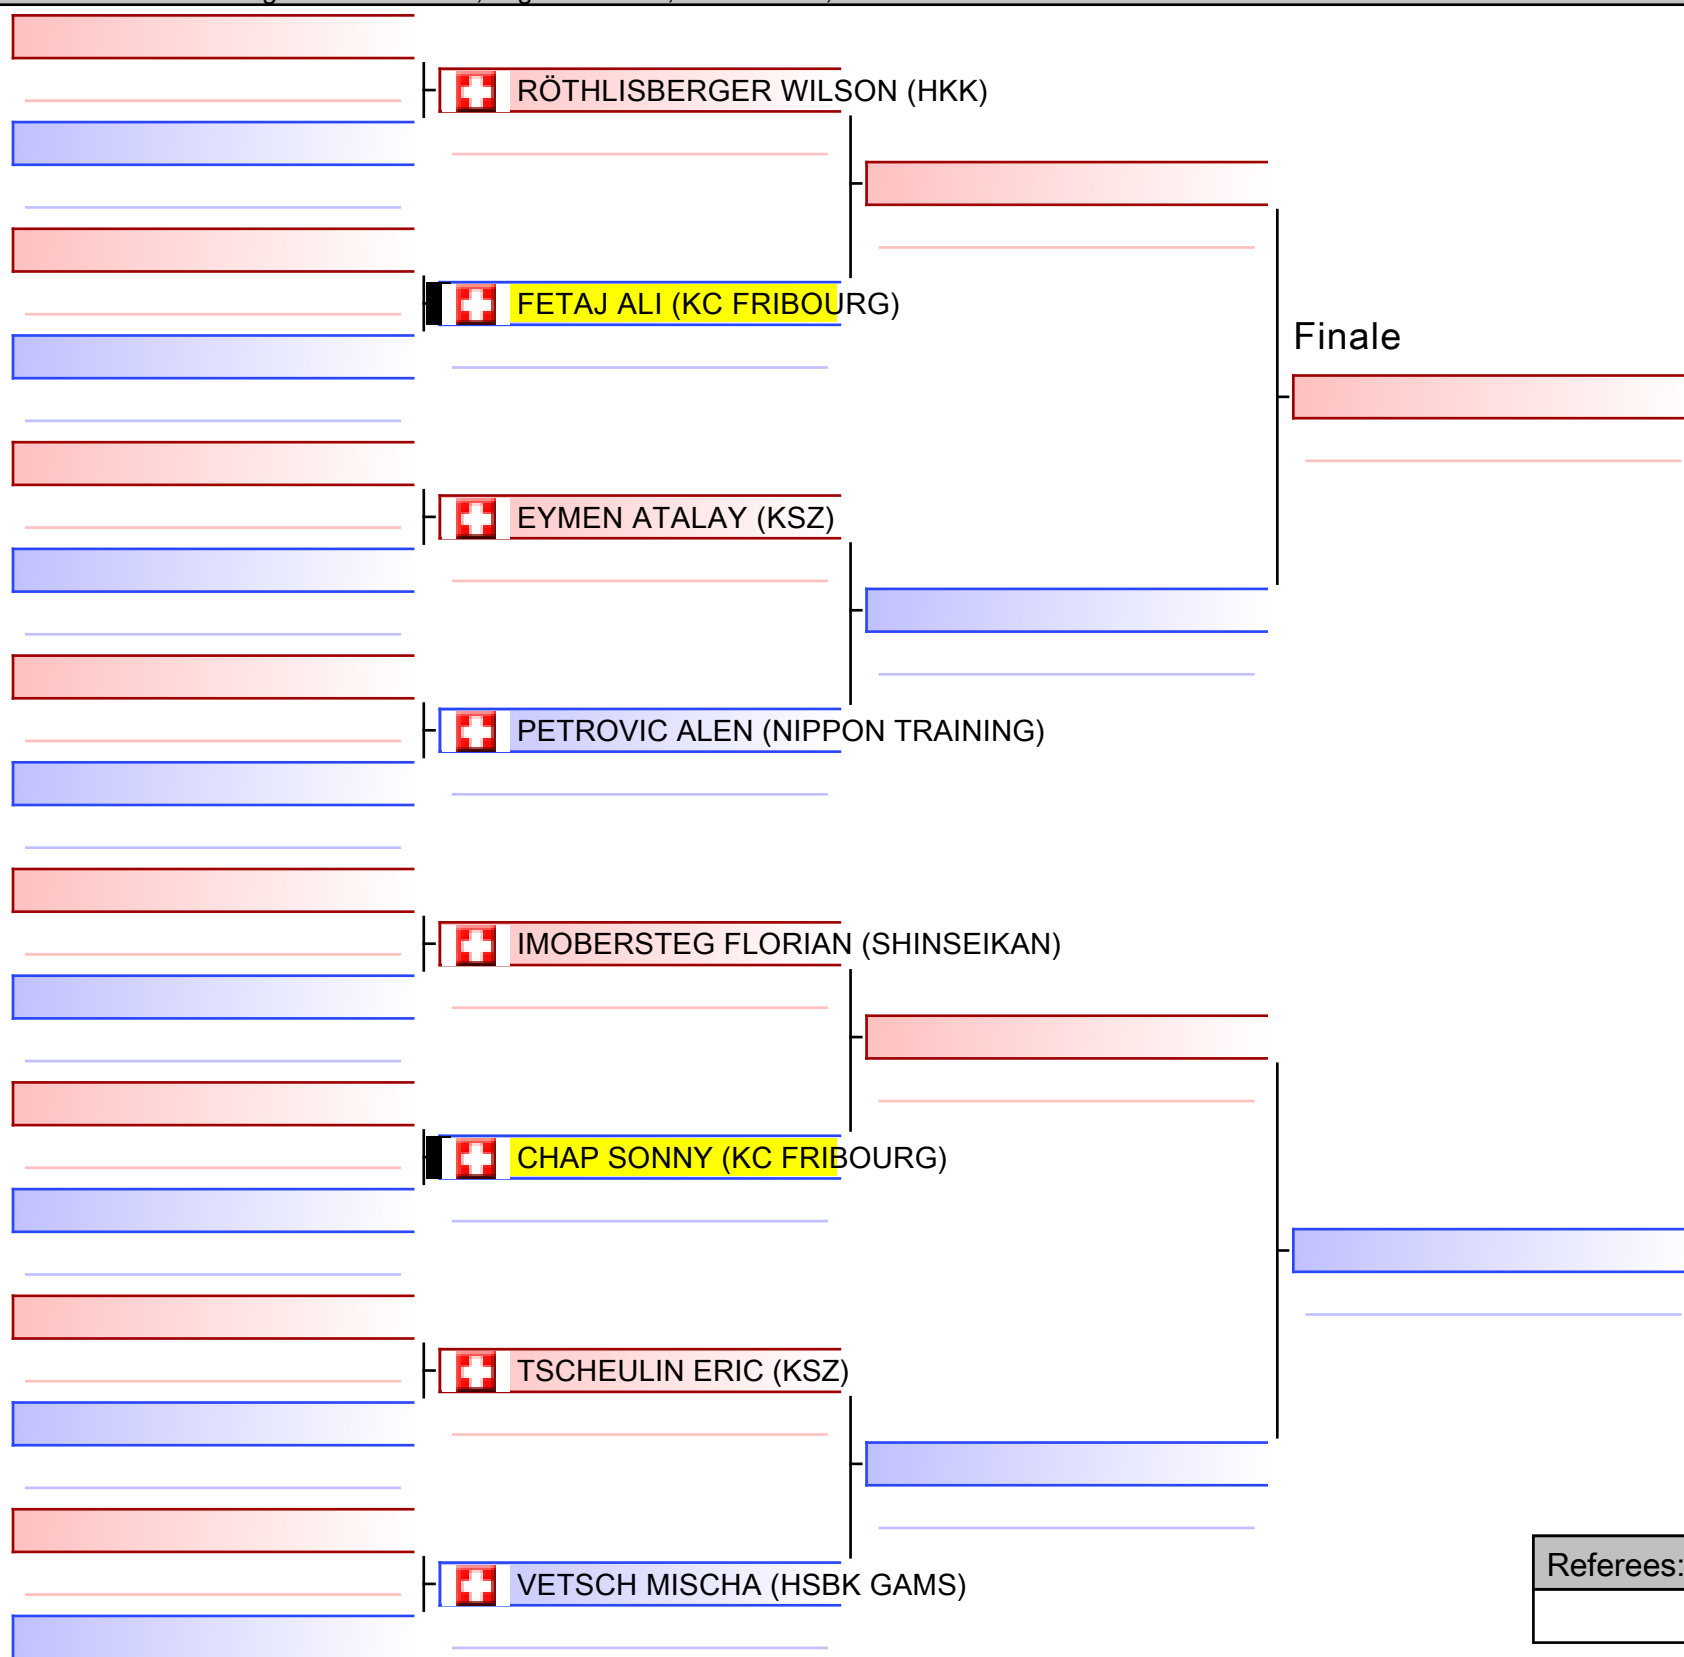 RÖTHLISBERGER WILSON (HKK)
FETAJ ALI (KC FRIBOURG)
Finale
EYMEN ATALAY (KSZ)
PETROVIC ALEN (NIPPON TRAINING)
IMOBERSTEG FLORIAN (SHINSEIKAN)
CHAP SONNY (KC FRIBOURG)
TSCHEULIN ERIC (KSZ)
VETSCH MISCHA (HSBK GAMS)
Referees: